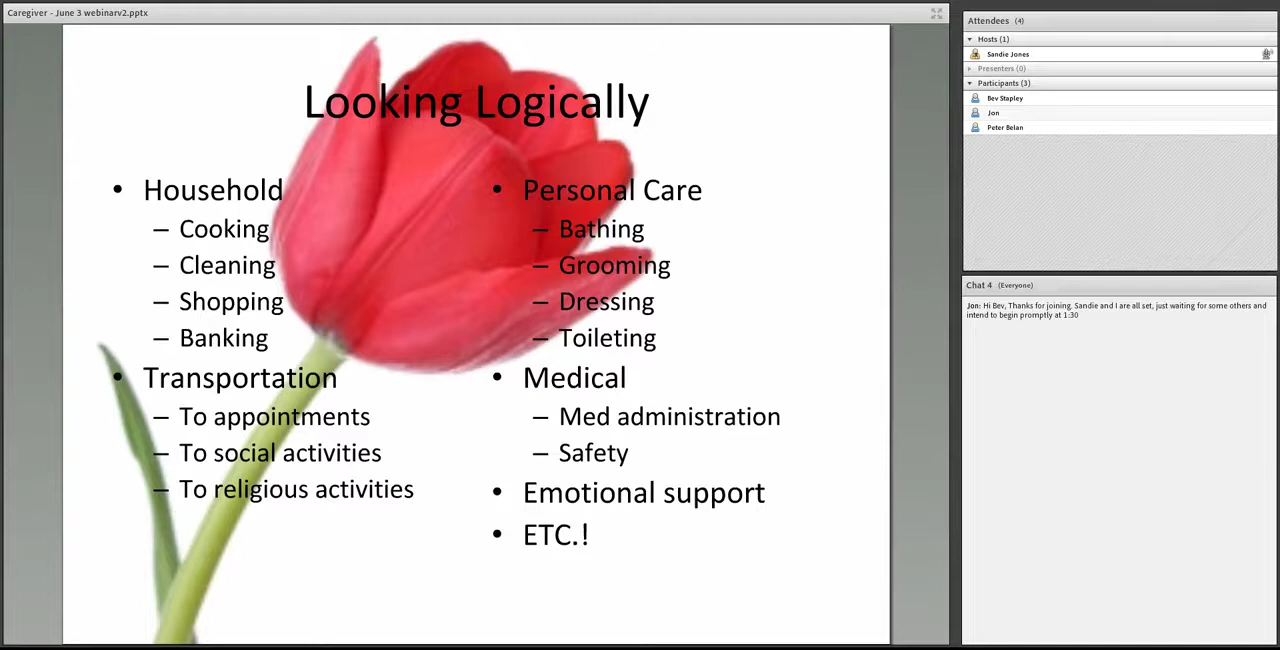 Caregiver - June 3 webinarv2.pptx
Looking Logically
• Household
– Cooking
– Cleaning
– Shopping
– Banking
• Transportation
– To appointments
– To social activities
– To religious activities
• Personal Care
– Bathing
– Grooming
– Dressing
– Toileting
• Medical
– Med administration
– Safety
• Emotional support
• ETC.!
Attendees (4)
Hosts (1)
Sandie Jones
Presenters (0)
Participants (3)
Bev Stapley
Jon
Peter Belan
Chat 4 (Everyone)
Jon: Hi Bev, Thanks for joining. Sandie and I are all set, just waiting for some others and
intend to begin promptly at 1:30